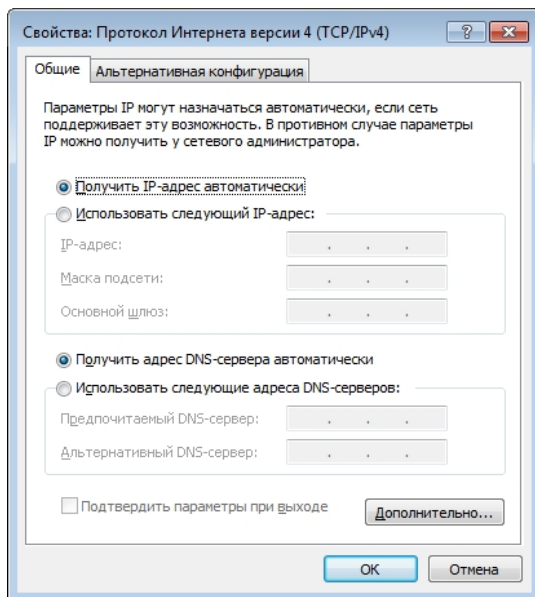 Свойства: Протокол Интернета версии 4 (TCP/IPv4)
Общие
Альтернативная конфигурация
Параметры IP могут назначаться автоматически, если сеть
поддерживает эту возможность. В противном случае параметры
IP можно получить у сетевого администратора.
Получить IP-адрес автоматически
Использовать следующий IP-адрес:
IP-адрес:
Маска подсети:
Основной шлюз:
Получить адрес DNS-сервера автоматически
Использовать следующие адреса DNS-серверов:
Предпочитаемый DNS-сервер:
Альтернативный DNS-сервер:
Подтвердить параметры при выходе
Дополнительно...
ОК
Отмена